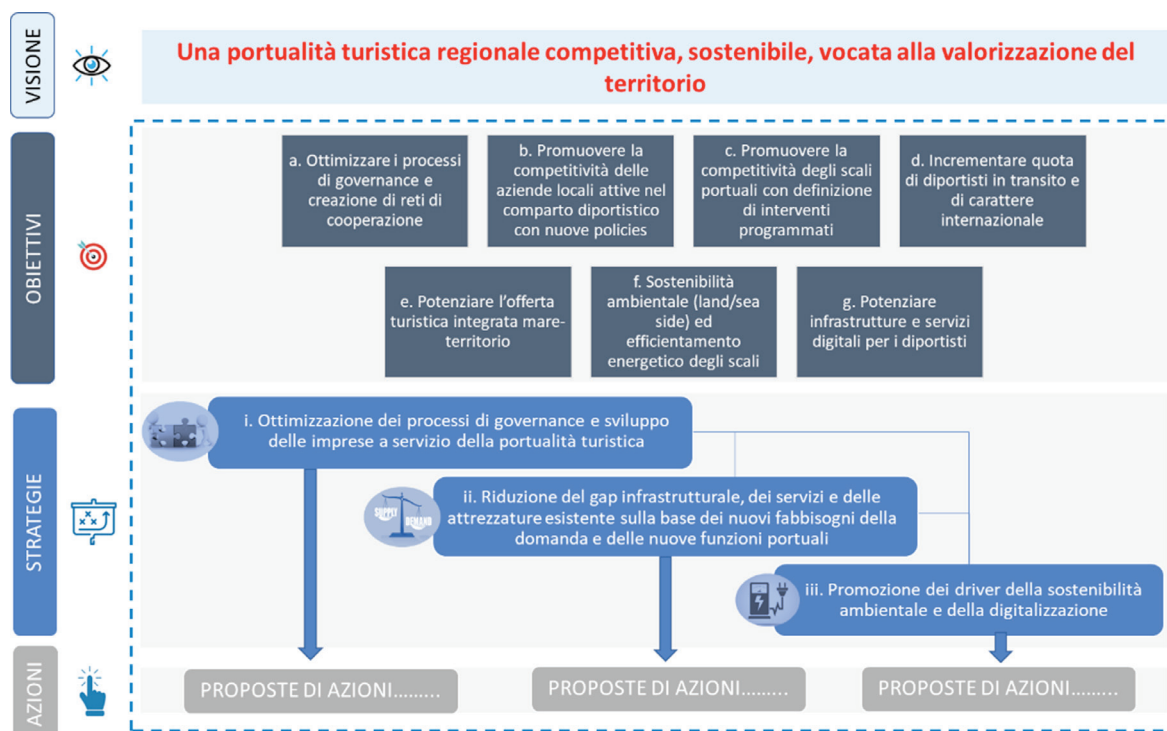 VISIONE
Una portualità turistica regionale competitiva, sostenibile, vocata alla valorizzazione del
territorio
OBIETTIVI
a. Ottimizzare i processi
di governance e
creazione di reti di
cooperazione
b. Promuovere la
competitività delle
aziende locali attive nel
comparto diportistico
con nuove policies
c. Promuovere la
competitività degli scali
portuali con definizione
di interventi
programmati
d. Incrementare quota
di diportisti in transito e
di carattere
internazionale
e. Potenziare l'offerta
turistica integrata mare-
territorio
f. Sostenibilità
ambientale (land/sea
side) ed
efficientamento
energetico degli scali
g. Potenziare
infrastrutture e servizi
digitali per i diportisti
STRATEGIE
i. Ottimizzazione dei processi di governance e sviluppo
delle imprese a servizio della portualità turistica
SUPPLY
DEMAND
ii. Riduzione del gap infrastrutturale, dei servizi e delle
attrezzature esistente sulla base dei nuovi fabbisogni della
domanda e delle nuove funzioni portuali
iii. Promozione dei driver della sostenibilità
ambientale e della digitalizzazione
AZIONI
PROPOSTE DI AZIONI.........
PROPOSTE DI AZIONI.........
PROPOSTE DI AZIONI.........